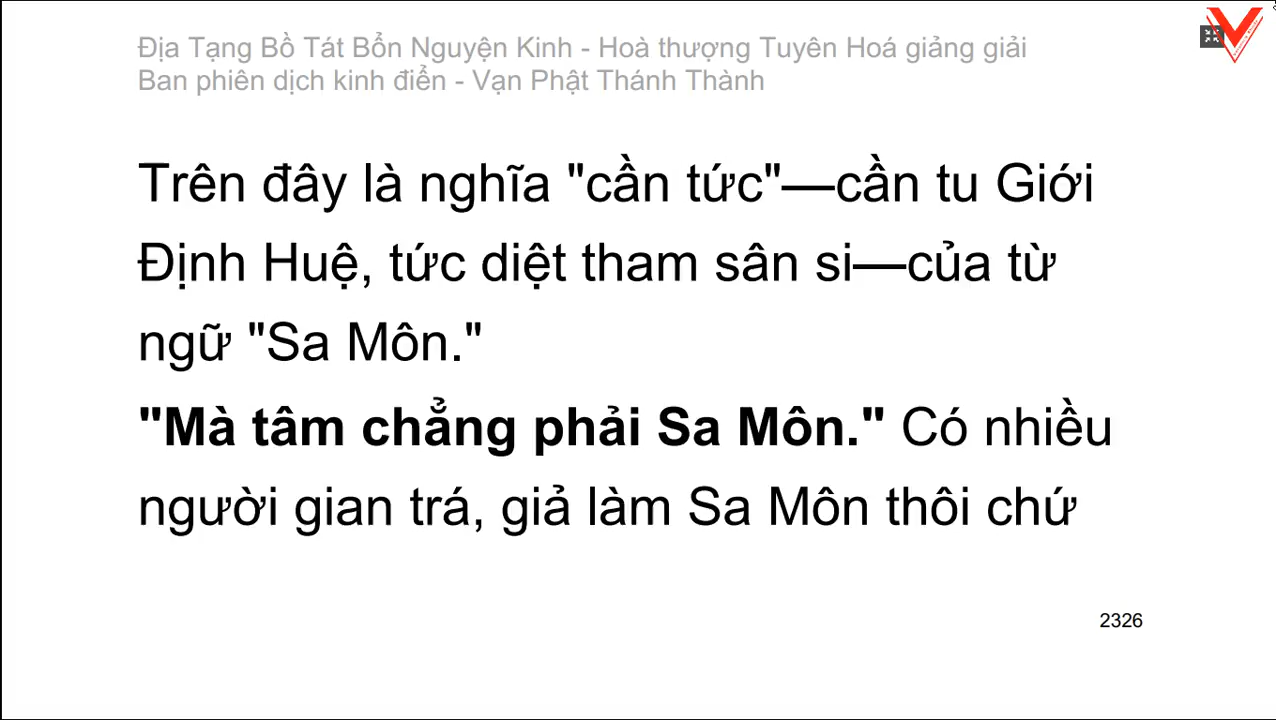 Địa Tạng Bồ Tát Bổn Nguyện Kinh - Hoà thượng Tuyên Hoá giảng giải
Ban phiên dịch kinh điển - Vạn Phật Thánh Thành
Trên đây là nghĩa "cần tức"—cần tu Giới
Định Huệ, tức diệt tham sân si—của từ
ngữ "Sa Môn."
"Mà tâm chẳng phải Sa Môn." Có nhiều
người gian trá, giả làm Sa Môn thôi chứ
2326